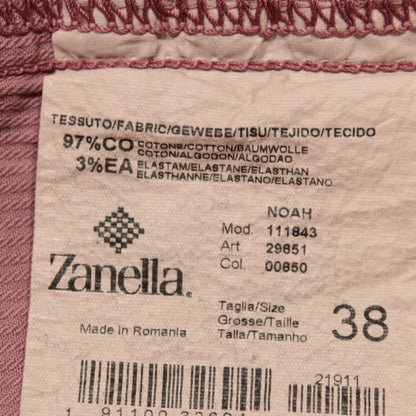 TESSUTO/FABRIC/GEWEBE/TISU/TEJIDO/TECIDO
97%CO COTONE/COTTON/BAUMWOLLE
COTON/ALGODON/ALGODAO
3%EA ELASTAM/ELASTANE/ELASTHAN
ELASTHANNE/ELASTANO/ELASTANO
NOAH
Mod. 111843
Art. 29651
Col. 00650
Zanella.
Taglia/Size
Grosse/Taille
Talla/Tamanho
38
Made in Romania
21911